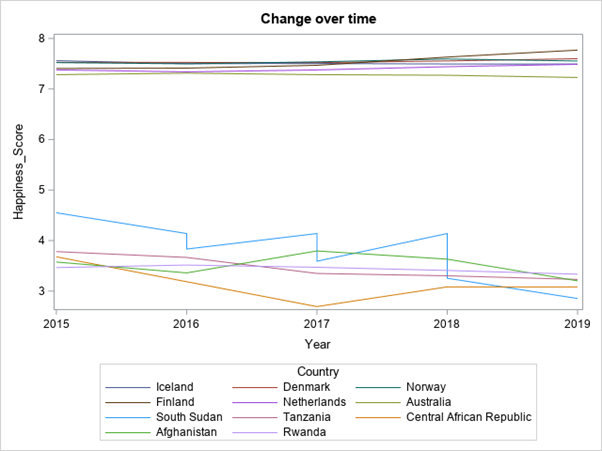 Change over time
8
7
6
5
4
3
Happiness_Score
2015 2016 2017 2018 2019
Year
Country
Iceland Denmark Norway
Finland Netherlands Australia
South Sudan Tanzania Central African Republic
Afghanistan Rwanda